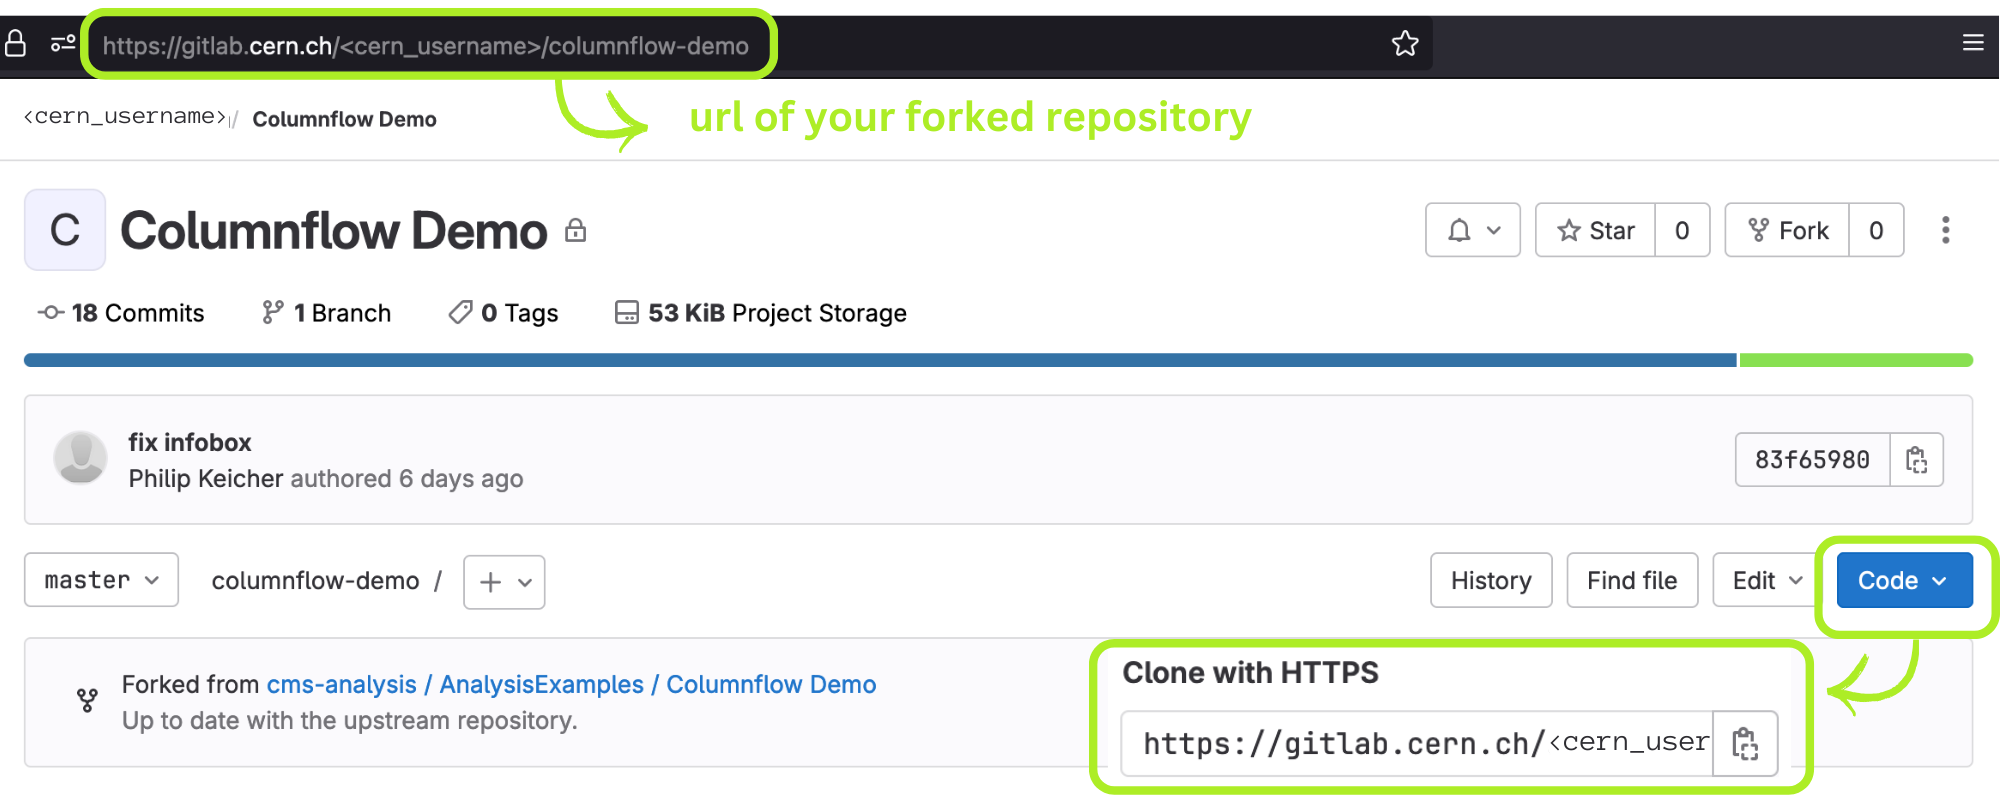 https://gitlab.cern.ch/<cern_username>/columnflow-demo
url of your forked repository
<cern_username>/ Columnflow Demo
C Columnflow Demo
Star 0 Fork 0
18 Commits 1 Branch 0 Tags 53 KiB Project Storage
fix infobox
Philip Keicher authored 6 days ago
83f65980
master columnflow-demo / + History Find file Edit Code
Forked from cms-analysis / AnalysisExamples / Columnflow Demo
Up to date with the upstream repository.
Clone with HTTPS
https://gitlab.cern.ch/<cern_user